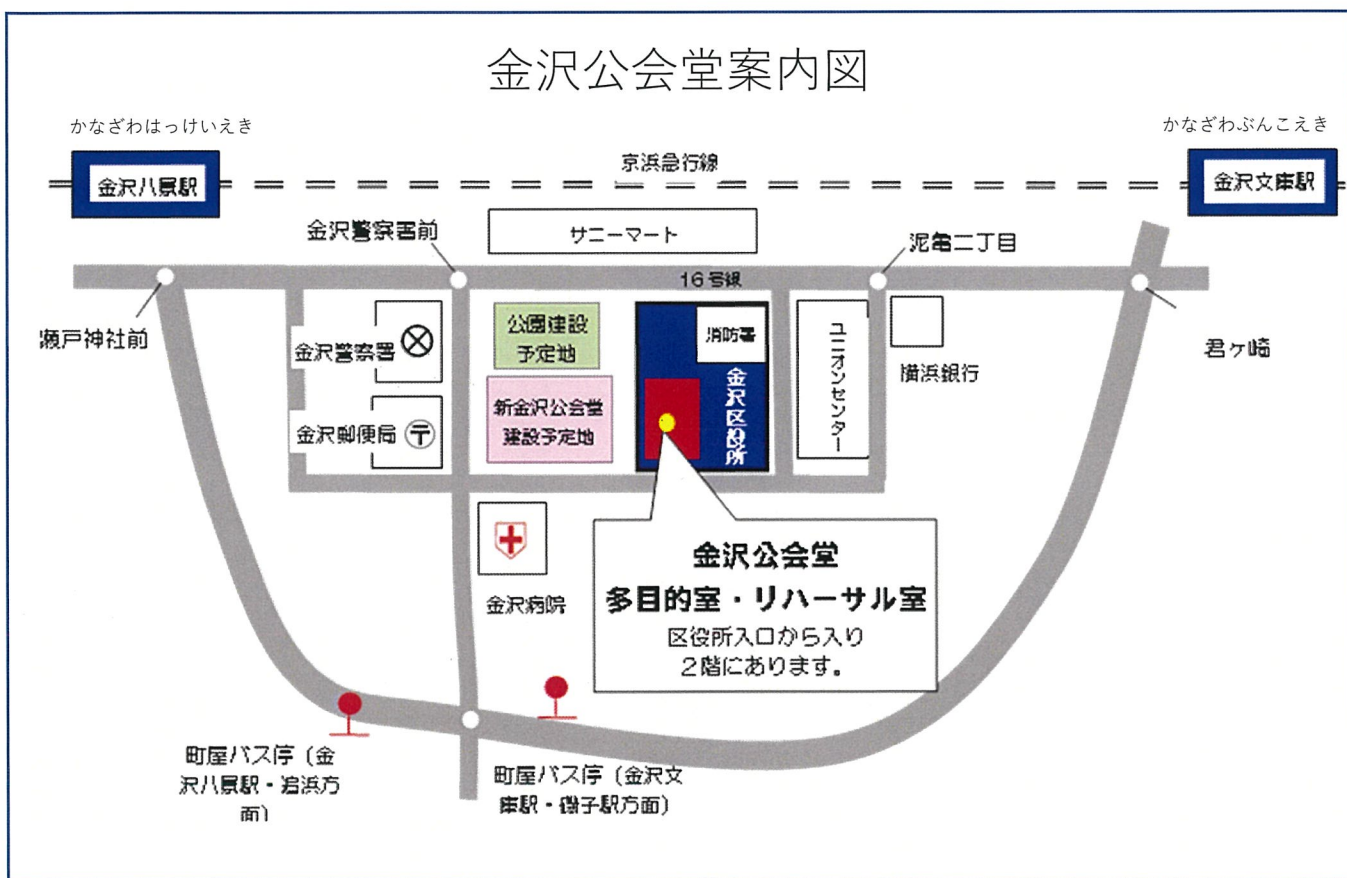 金沢公会堂案内図
かなざわはっけいえき
かなざわぶんこえき
京浜急行線
金沢八景駅
金沢文庫駅
金沢警察署前
サニーマート
泥亀二丁目
16号線
瀬戸神社前
金沢警察署
公園建設
予定地
消防署
金沢区役所
ユニオンセンター
横浜銀行
君ヶ崎
金沢郵便局
新金沢公会堂
建設予定地
金沢病院
金沢公会堂
多目的室・リハーサル室
区役所入口から入り
2階にあります。
町屋バス停（金
沢八景駅・追浜方
面）
町屋バス停（金沢文
庫駅・磯子駅方面）